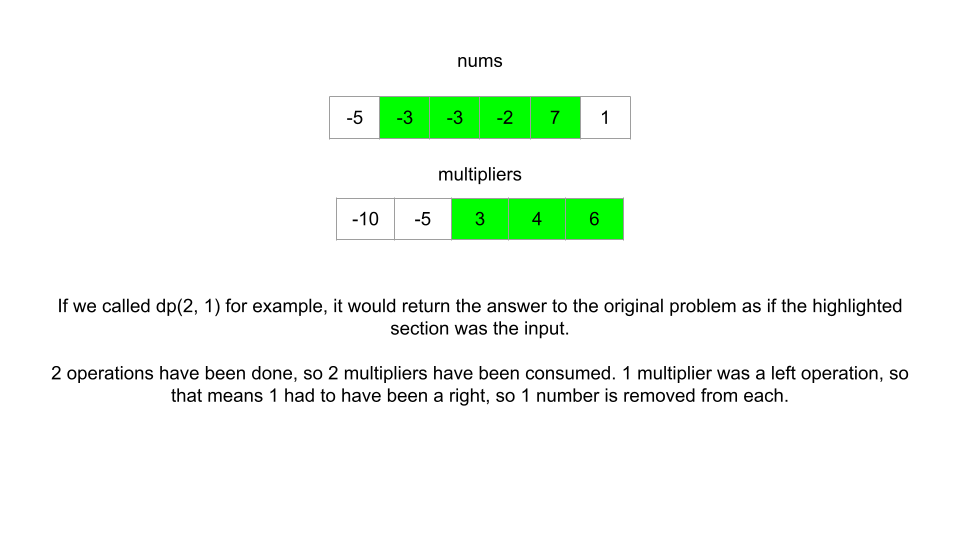 nums
-5 -3 -3 -2 7 1
multipliers
-10 -5 3 4 6
If we called dp(2, 1) for example, it would return the answer to the original problem as if the highlighted
section was the input.
2 operations have been done, so 2 multipliers have been consumed. 1 multiplier was a left operation, so
that means 1 had to have been a right, so 1 number is removed from each.